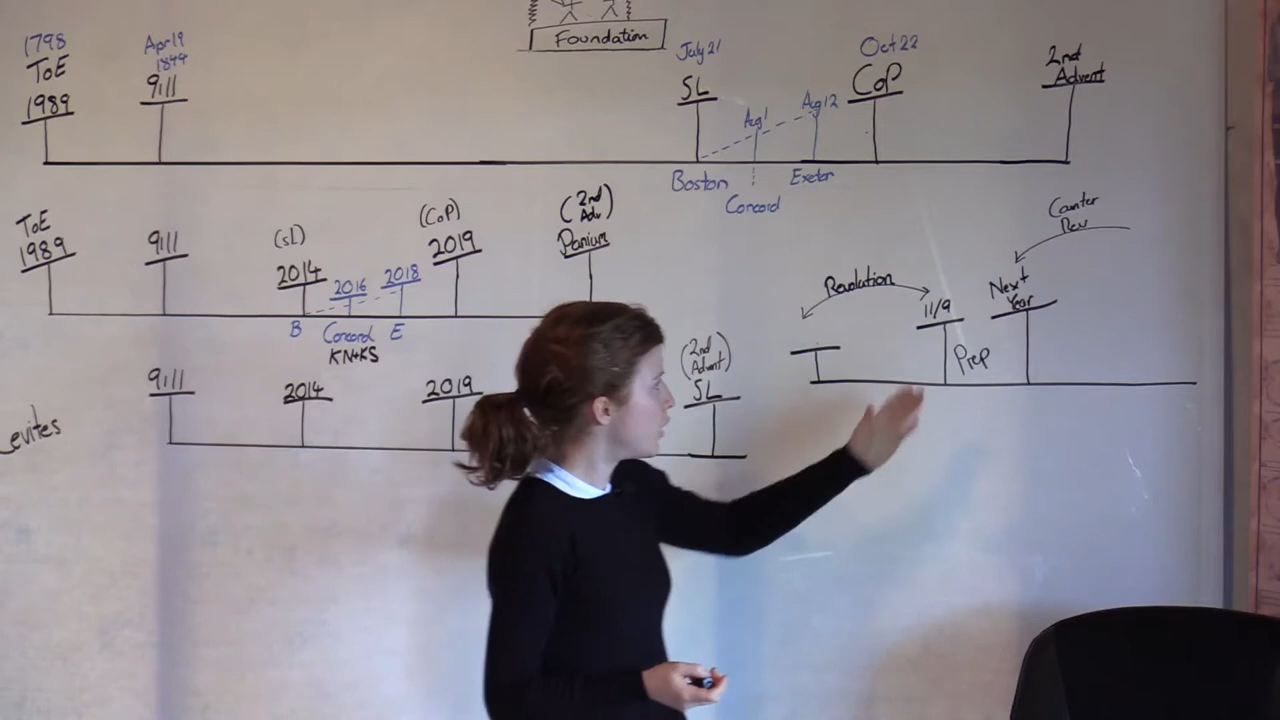 Foundation
1798
ToE
1989
Apr 19
1844
9/11
July 21
SL
Aug 1
Aug 12
Oct 22
CoP
2nd
Advent
Boston
Concord
Exeter
ToE
1989
9/11
(SL)
2014
2016
2018
(CoP)
2019
(2nd
Adv)
Panium
B
Concord
E
KN+KS
Counter
Rev
Revolution
11/9
Next
Year
Prep
evites
9/11
2014
2019
(2nd
Advent)
SL